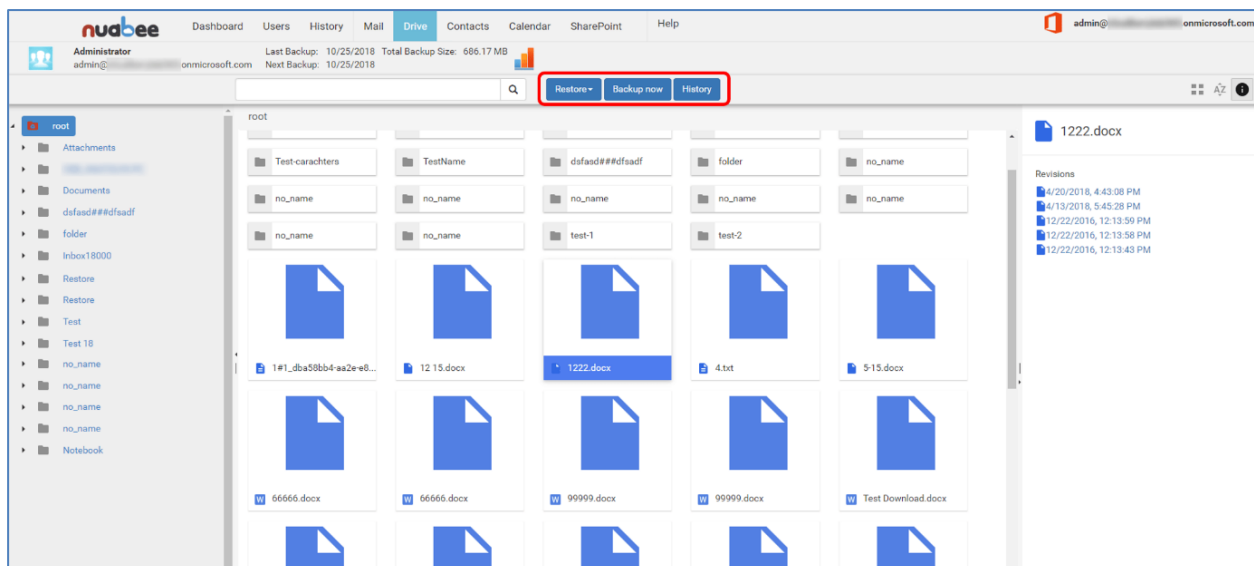 nuabee Dashboard Users History Mail Drive Contacts Calendar SharePoint Help admin@ onmicrosoft.com
Administrator Last Backup: 10/25/2018 Total Backup Size: 686.17 MB
admin@ onmicrosoft.com Next Backup: 10/25/2018
Restore Backup now History AZ
root
root
1222.docx
Attachments
Test-carachters TestName dsfasd###dfsadf folder no_name
Revisions
4/20/2018, 4:43:08 PM
4/13/2018, 5:45:28 PM
12/22/2016, 12:13:59 PM
12/22/2016, 12:13:58 PM
12/22/2016, 12:13:43 PM
Documents
no_name no_name no_name no_name no_name
dsfasd###dfsadf
folder
no_name no_name test-1 test-2
Inbox18000
Restore
Restore
Test
Test 18
no_name
1#1_dba58bb4-aa2e-e8... 12 15.docx 1222.docx 4.txt 5-15.docx
no_name
no_name
no_name
Notebook
66666.docx 66666.docx 99999.docx 99999.docx Test Download.docx